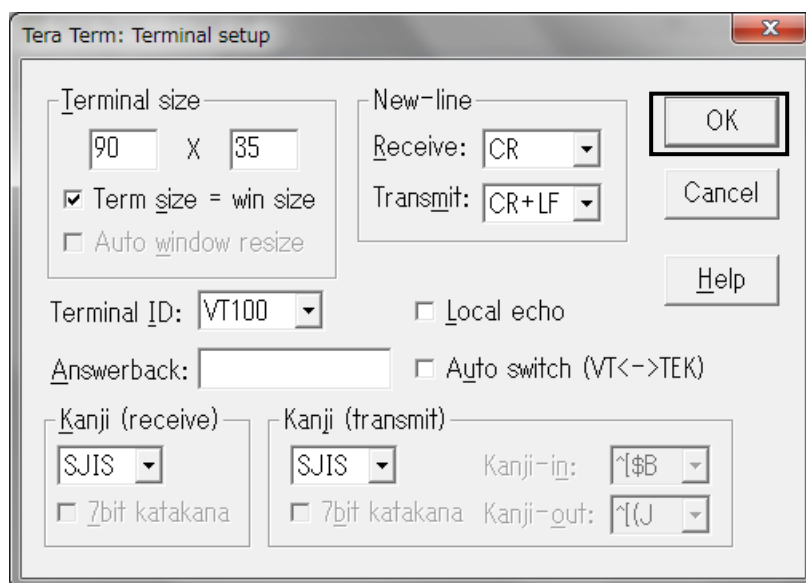 Tera Term: Terminal setup
Terminal size
90 X 35
Term size = win size
Auto window resize
New-line
Receive: CR
Transmit: CR+LF
OK
Cancel
Help
Terminal ID: VT100
Local echo
Answerback:
Auto switch (VT<->TEK)
Kanji (receive)
SJIS
7bit katakana
Kanji (transmit)
SJIS
7bit katakana
Kanji-in: ^[$B
Kanji-out: ^[(J